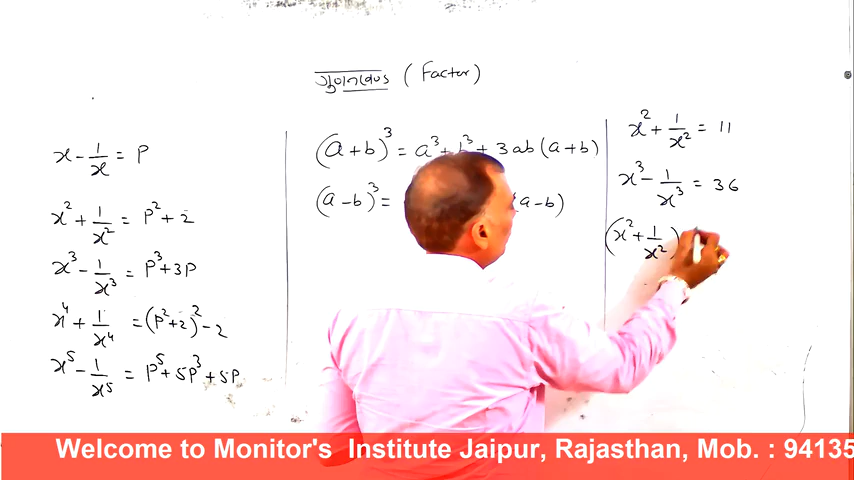 गुणनखण्ड (Factor)
x - 1/x = P
x² + 1/x² = P² + 2
x³ - 1/x³ = P³ + 3P
x⁴ + 1/x⁴ = (P² + 2)² - 2
x⁵ - 1/x⁵ = P⁵ + 5P³ + 5P
(a + b)³ = a³ + b³ + 3ab(a + b)
(a - b)³ = (a - b)
x² + 1/x² = 11
x³ - 1/x³ = 36
(x² + 1/x²)
Welcome to Monitor's Institute Jaipur, Rajasthan, Mob. : 94135